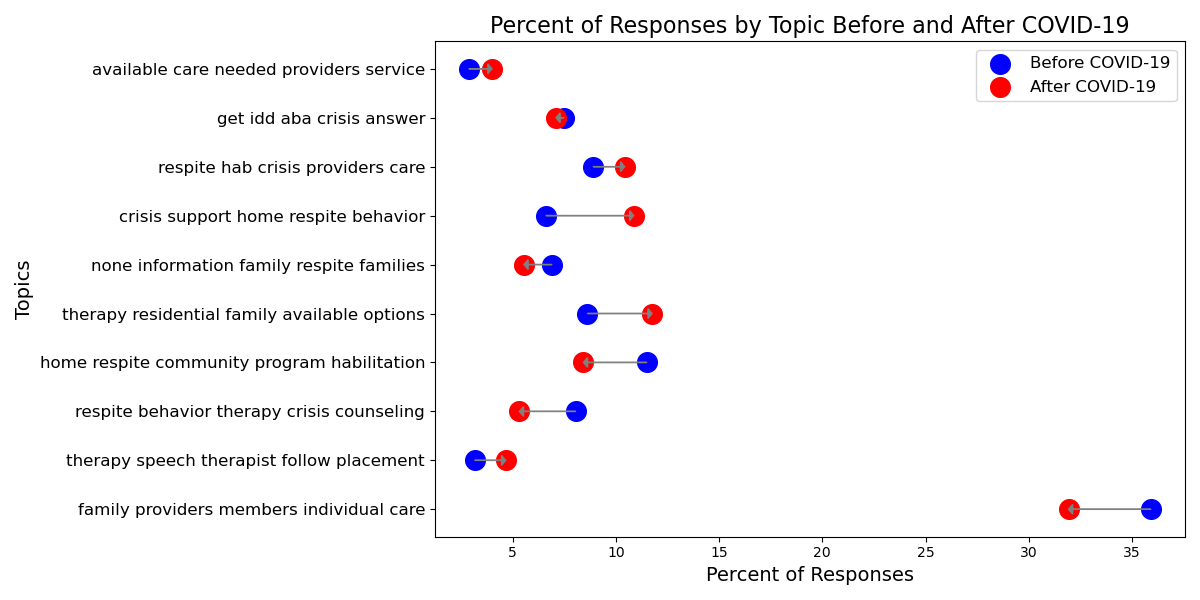 Percent of Responses by Topic Before and After COVID-19
Before COVID-19
After COVID-19
Topics
available care needed providers service
get idd aba crisis answer
respite hab crisis providers care
crisis support home respite behavior
none information family respite families
therapy residential family available options
home respite community program habilitation
respite behavior therapy crisis counseling
therapy speech therapist follow placement
family providers members individual care
5 10 15 20 25 30 35
Percent of Responses